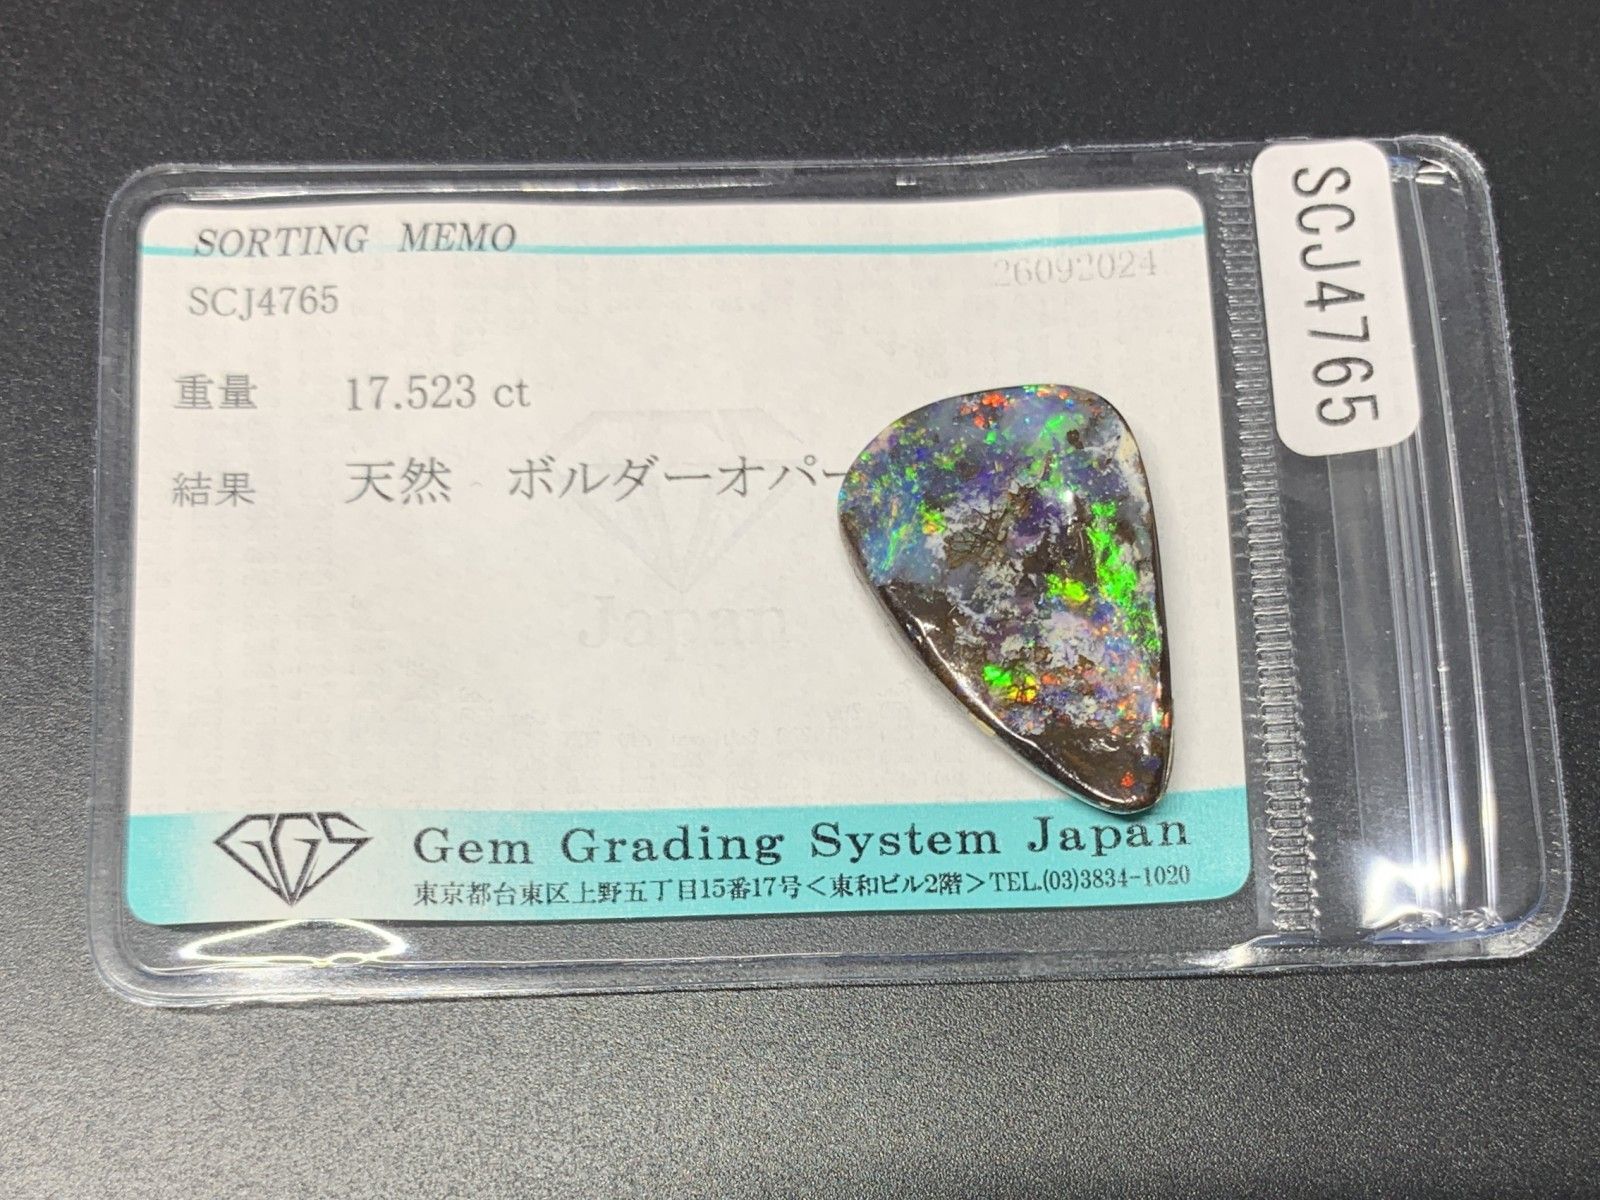 SORTING MEMO
26092024
SCJ4765
重量 17.523 ct
結果 天然 ボルダーオパー
Japan
GGS
Gem Grading System Japan
東京都台東区上野五丁目15番17号<東和ビル2階>TEL.(03)3834-1020
SCJ4765